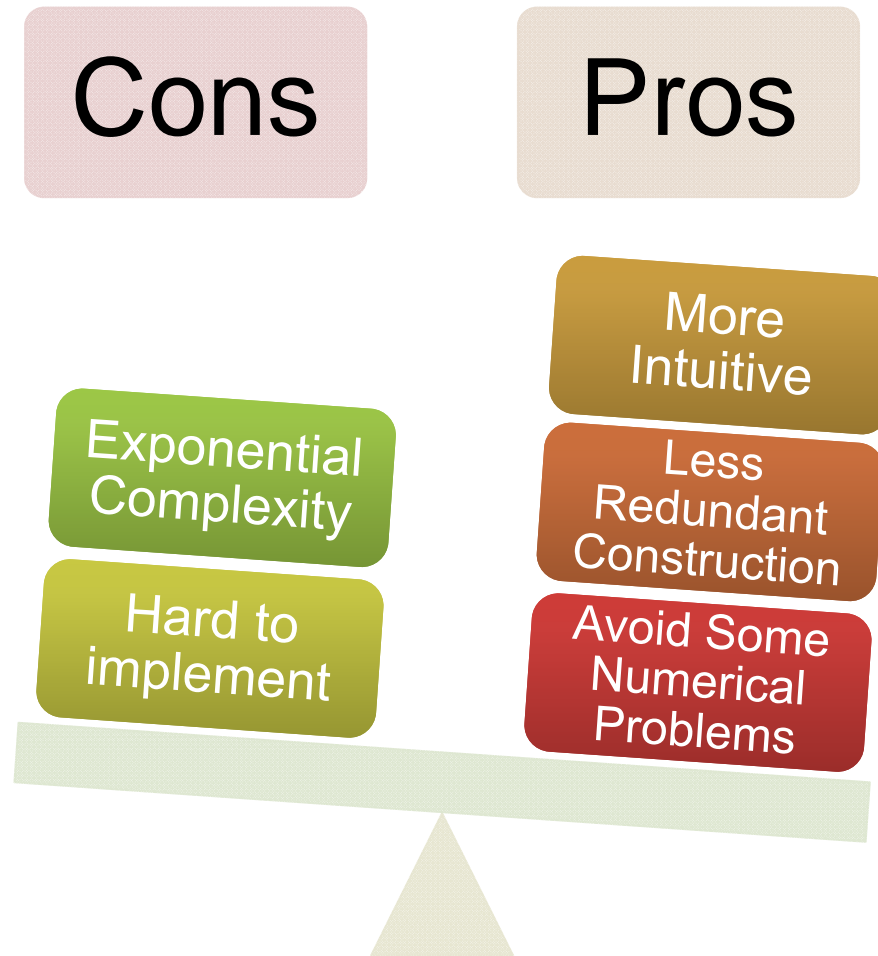 Cons
Pros
Exponential
Complexity
Hard to
implement
More
Intuitive
Less
Redundant
Construction
Avoid Some
Numerical
Problems